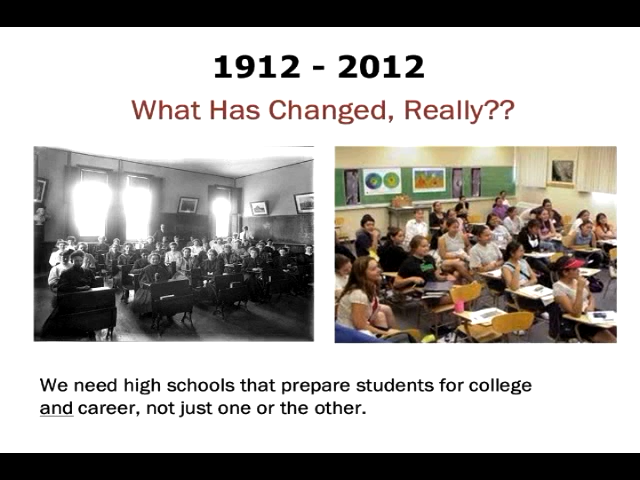 1912 - 2012
What Has Changed, Really??
We need high schools that prepare students for college
and career, not just one or the other.